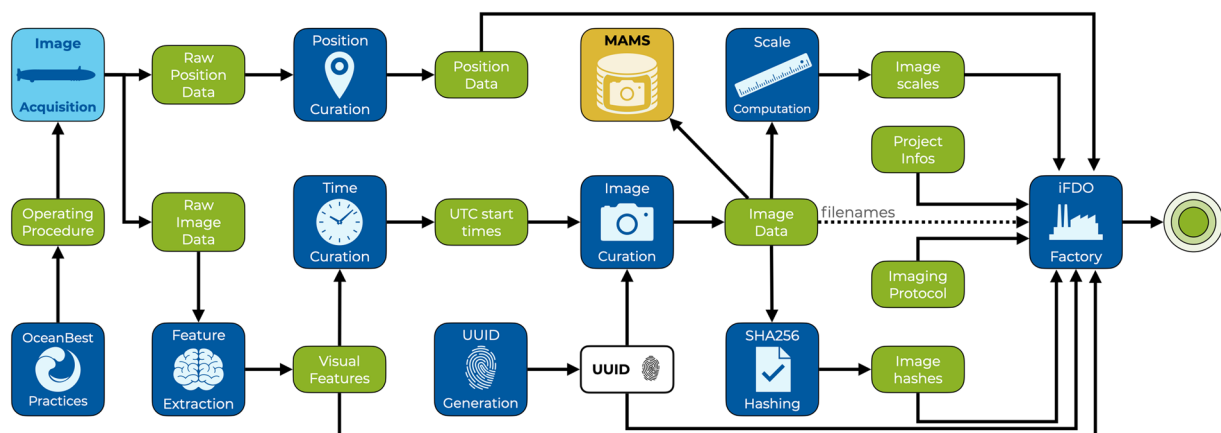 Image
Acquisition
Raw
Position
Data
Position
Curation
Position
Data
MAMS
Scale
Computation
Image
scales
Project
Infos
Operating
Procedure
Raw
Image
Data
Time
Curation
UTC start
times
Image
Curation
Image
Data
filenames
iFDO
Factory
Imaging
Protocol
OceanBest
Practices
Feature
Extraction
Visual
Features
UUID
Generation
UUID
SHA256
Hashing
Image
hashes